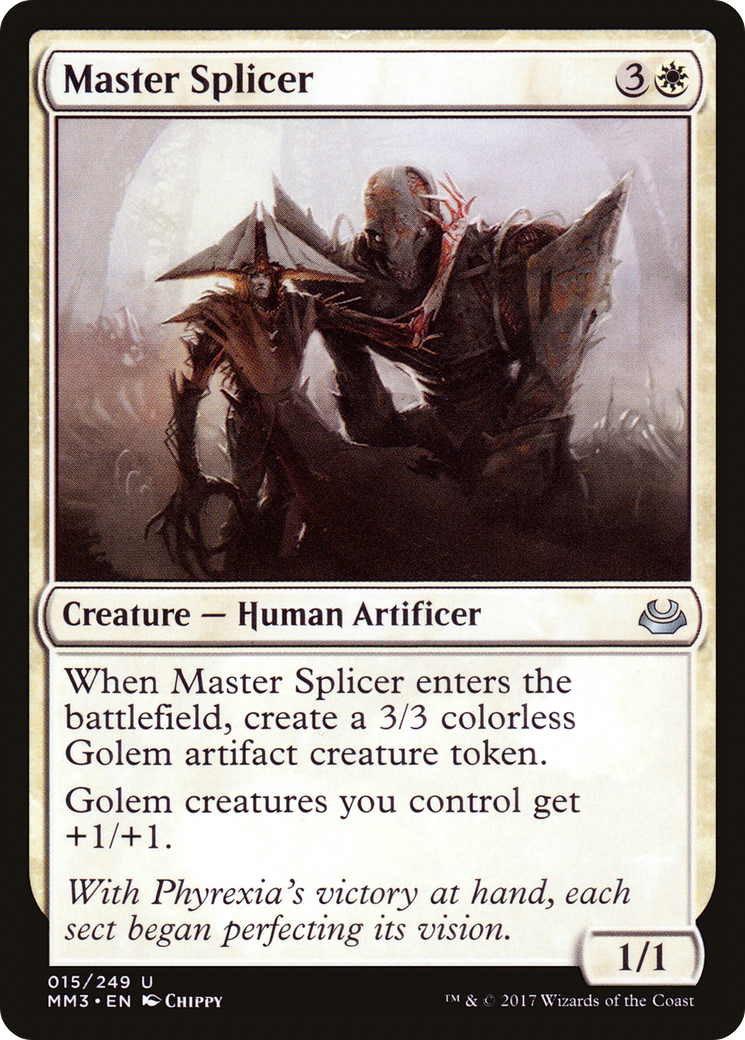 Master Splicer 3
Creature — Human Artificer
When Master Splicer enters the
battlefield, create a 3/3 colorless
Golem artifact creature token.
Golem creatures you control get
+1/+1.
With Phyrexia's victory at hand, each
sect began perfecting its vision.
1/1
015/249 U
MM3 • EN Chippy
™ & © 2017 Wizards of the Coast